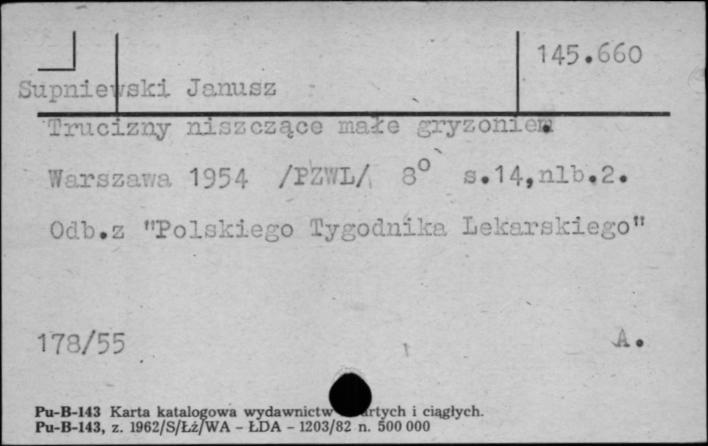 145.660
Supniewski Janusz
Trucizny niszczące małe gryzonie.
Warszawa 1954 /PZWL/ 8° s.14,nlb.2.
Odb.z "Polskiego Tygodnika Lekarskiego"
178/55 A.
Pu-B-143 Karta katalogowa wydawnictw i ciągłych.
Pu-B-143, z. 1962/S/Łż/WA - ŁDA - 1203/82 n. 500 000